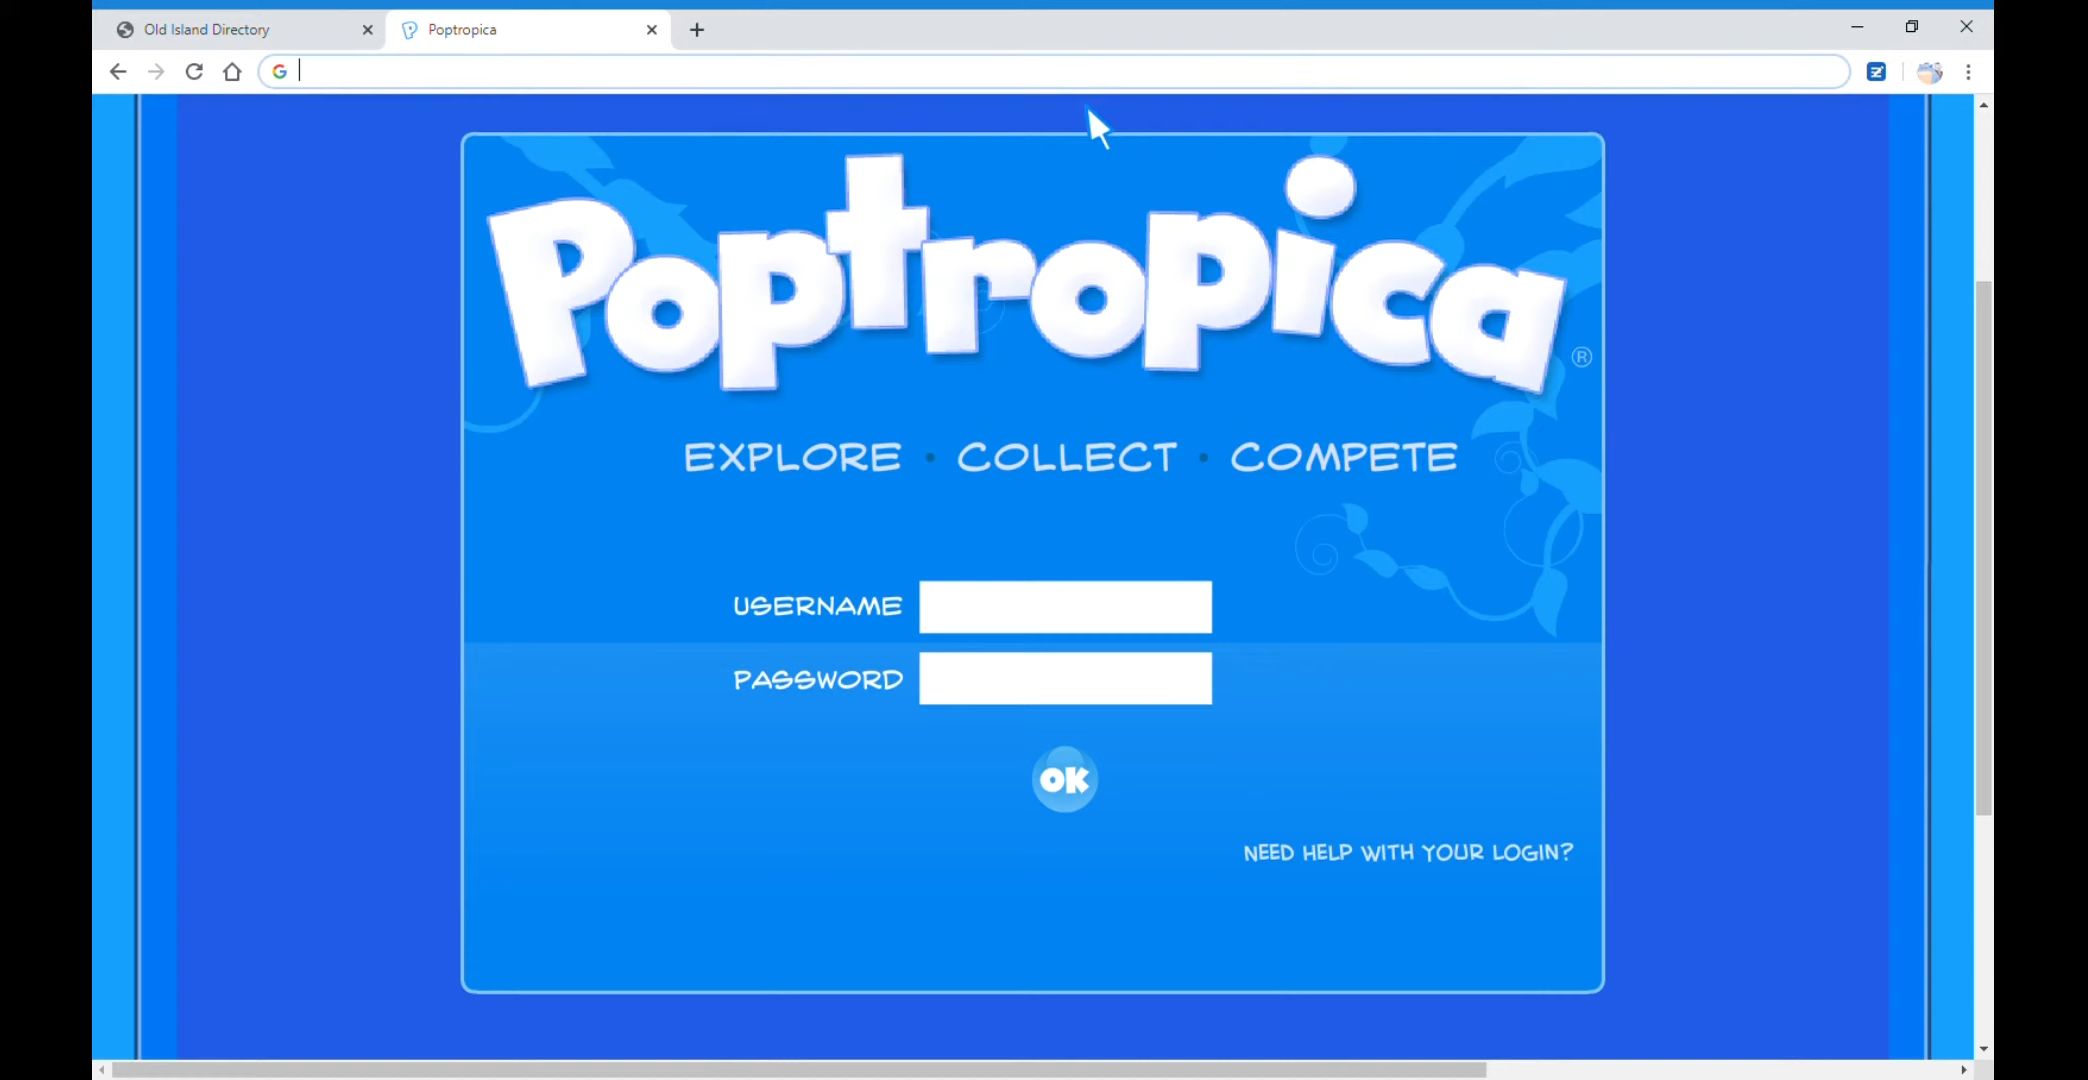 Old Island Directory
Poptropica
Poptropica®
EXPLORE • COLLECT • COMPETE
USERNAME
PASSWORD
OK
NEED HELP WITH YOUR LOGIN?